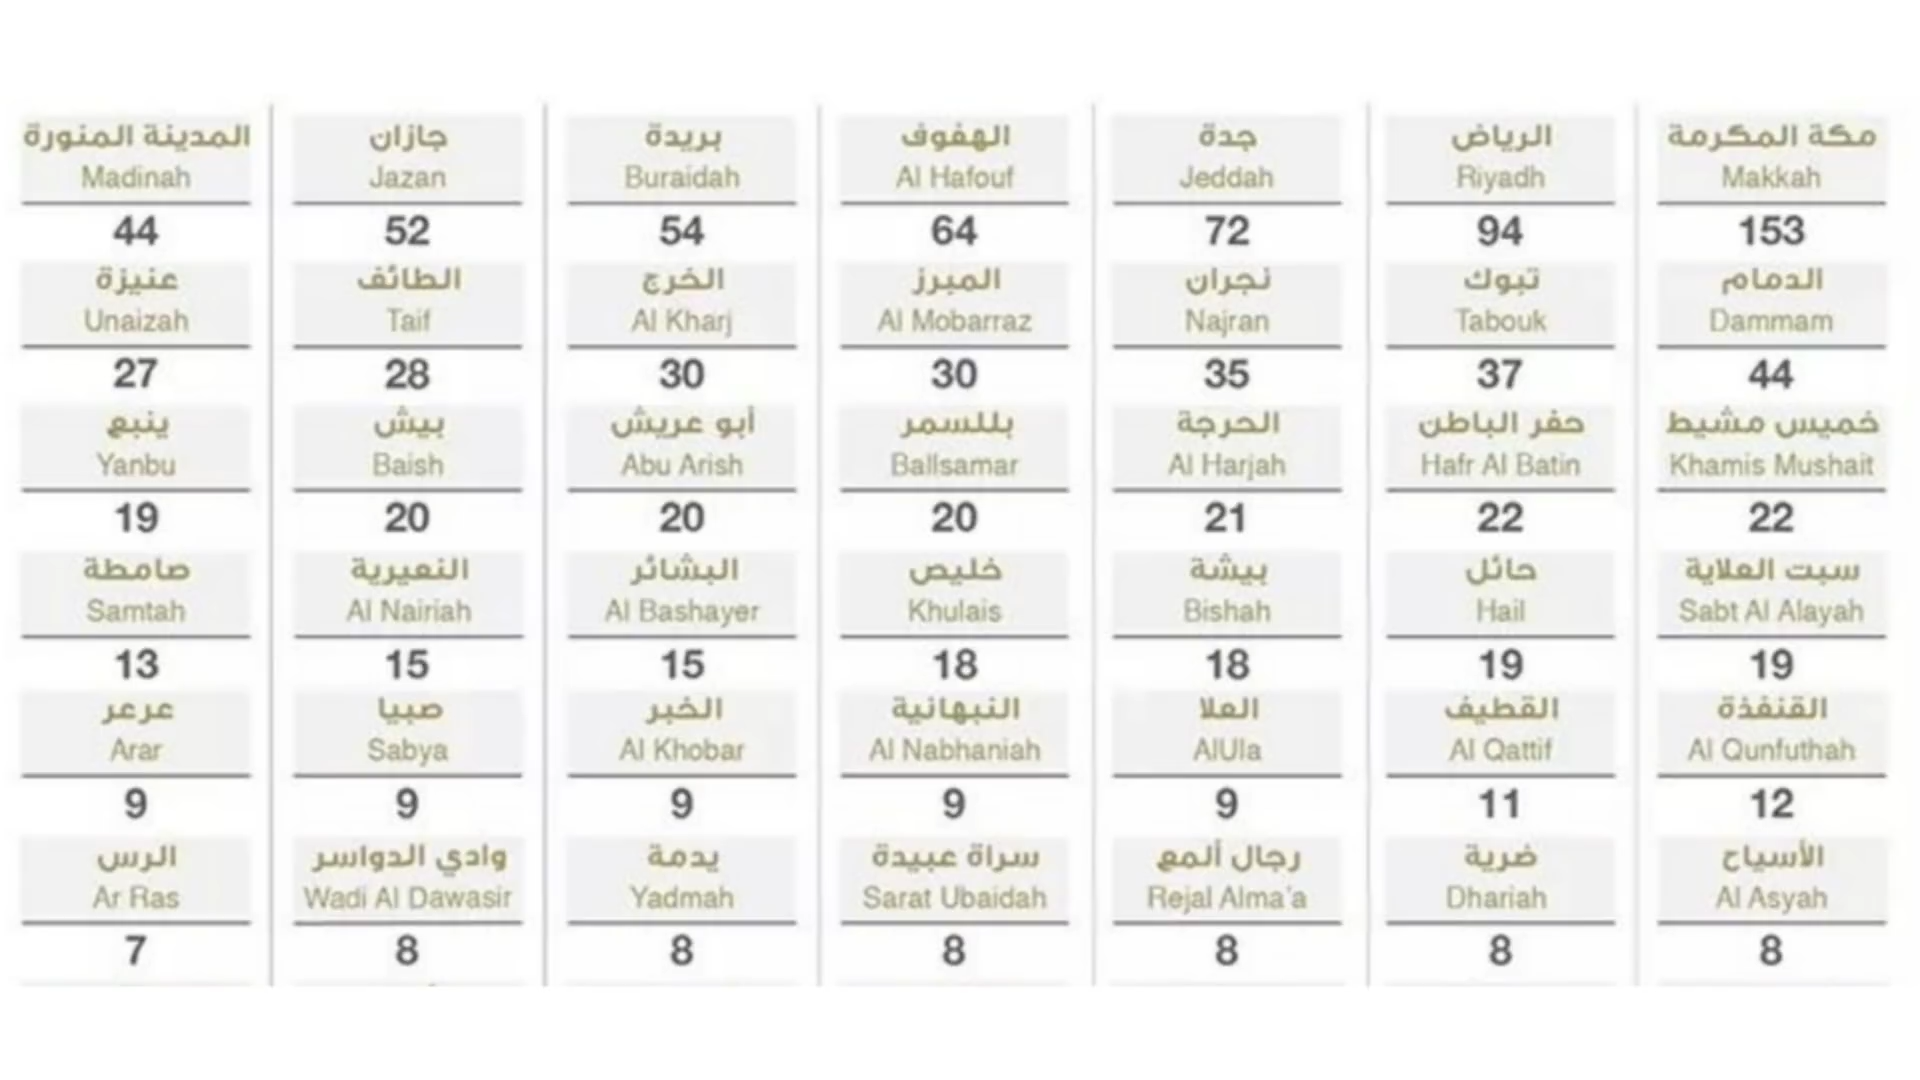 مكة المكرمة
Makkah
153
الرياض
Riyadh
94
جدة
Jeddah
72
الهفوف
Al Hafouf
64
بريدة
Buraidah
54
جازان
Jazan
52
المدينة المنورة
Madinah
44
الدمام
Dammam
44
تبوك
Tabouk
37
نجران
Najran
35
المبرز
Al Mobarraz
30
الخرج
Al Kharj
30
الطائف
Taif
28
عنيزة
Unaizah
27
خميس مشيط
Khamis Mushait
22
حفر الباطن
Hafr Al Batin
22
الحرجة
Al Harjah
21
بللسمر
Ballsamar
20
أبو عريش
Abu Arish
20
بيش
Baish
20
ينبع
Yanbu
19
سبت العلاية
Sabt Al Alayah
19
حائل
Hail
19
بيشة
Bishah
18
خليص
Khulais
18
البشائر
Al Bashayer
15
النعيرية
Al Nairiah
15
صامطة
Samtah
13
القنفذة
Al Qunfuthah
12
القطيف
Al Qattif
11
العلا
AlUla
9
النبهانية
Al Nabhaniah
9
الخبر
Al Khobar
9
صبيا
Sabya
9
عرعر
Arar
9
الأسياح
Al Asyah
8
ضرية
Dhariah
8
رجال ألمع
Rejal Alma'a
8
سراة عبيدة
Sarat Ubaidah
8
يدمة
Yadmah
8
وادي الدواسر
Wadi Al Dawasir
8
الرس
Ar Ras
7